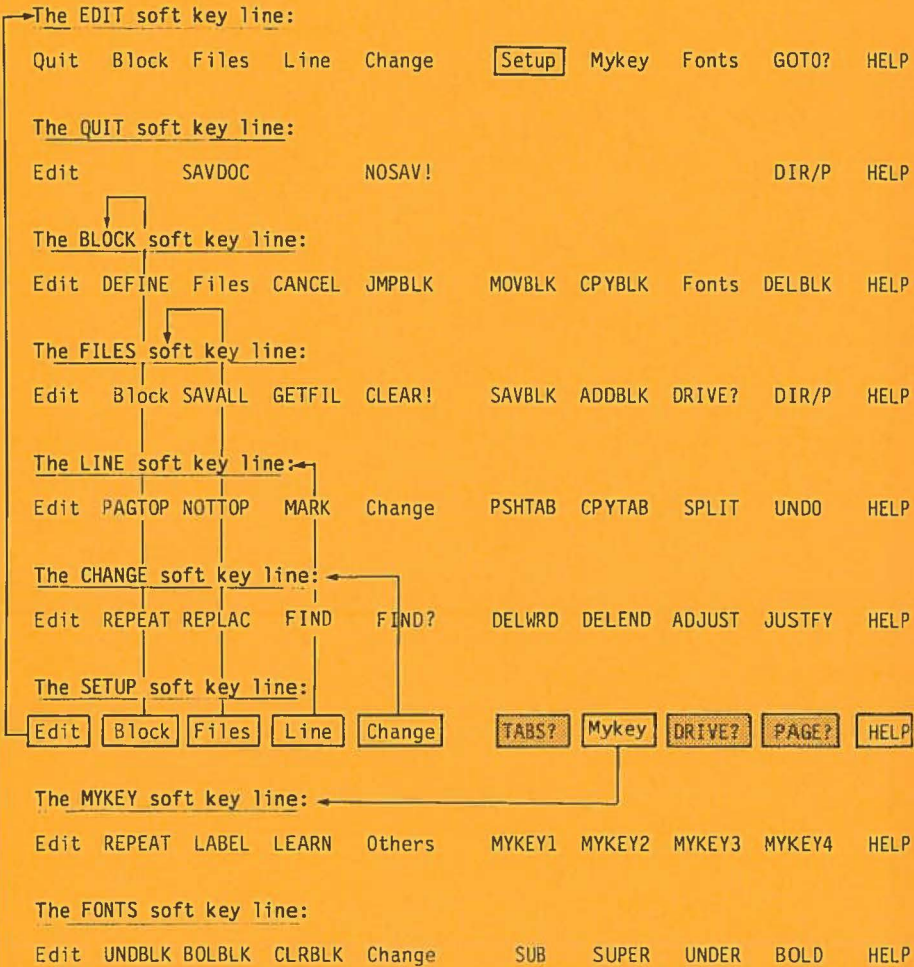 The EDIT soft key line:
Quit Block Files Line Change Setup Mykey Fonts GOTO? HELP
The QUIT soft key line:
Edit SAVDOC NOSAV! DIR/P HELP
The BLOCK soft key line:
Edit DEFINE Files CANCEL JMPBLK MOVBLK CPYBLK Fonts DELBLK HELP
The FILES soft key line:
Edit Block SAVALL GETFIL CLEAR! SAVBLK ADDBLK DRIVE? DIR/P HELP
The LINE soft key line:
Edit PAGTOP NOTTOP MARK Change PSHTAB CPYTAB SPLIT UNDO HELP
The CHANGE soft key line:
Edit REPEAT REPLAC FIND FIND? DELWRD DELEND ADJUST JUSTFY HELP
The SETUP soft key line:
Edit Block Files Line Change TABS? Mykey DRIVE? PAGE? HELP
The MYKEY soft key line:
Edit REPEAT LABEL LEARN Others MYKEY1 MYKEY2 MYKEY3 MYKEY4 HELP
The FONTS soft key line:
Edit UNDBLK BOLBLK CLRBLK Change SUB SUPER UNDER BOLD HELP